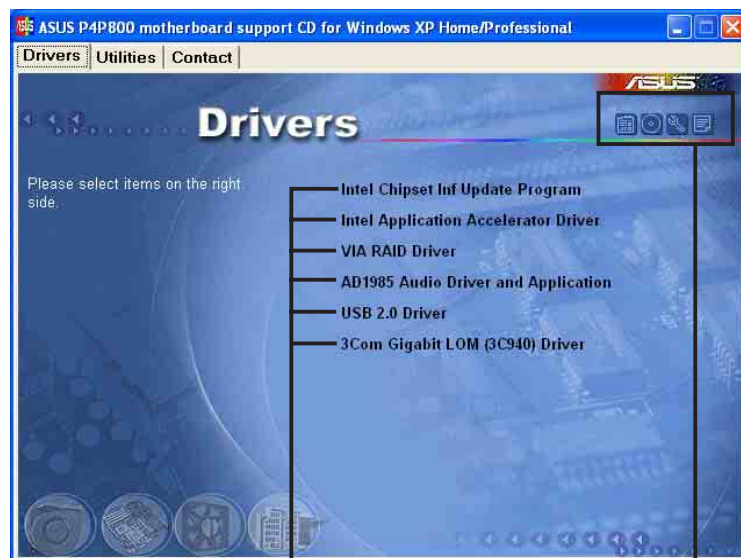 ASUS P4P800 motherboard support CD for Windows XP Home/Professional
Drivers Utilities Contact
ASUS
Drivers
Please select items on the right
side.
Intel Chipset Inf Update Program
Intel Application Accelerator Driver
VIA RAID Driver
AD1985 Audio Driver and Application
USB 2.0 Driver
3Com Gigabit LOM (3C940) Driver